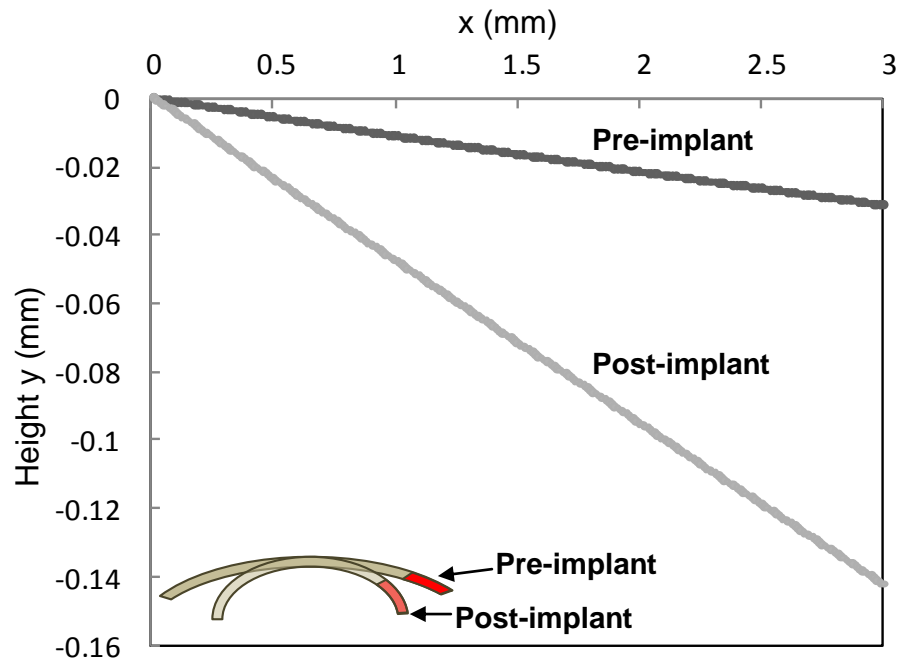 x (mm)
0 0.5 1 1.5 2 2.5 3
0
Pre-implant
-0.02
-0.04
-0.06
Height y (mm)
Post-implant
-0.08
-0.1
-0.12
-0.14
Pre-implant
Post-implant
-0.16